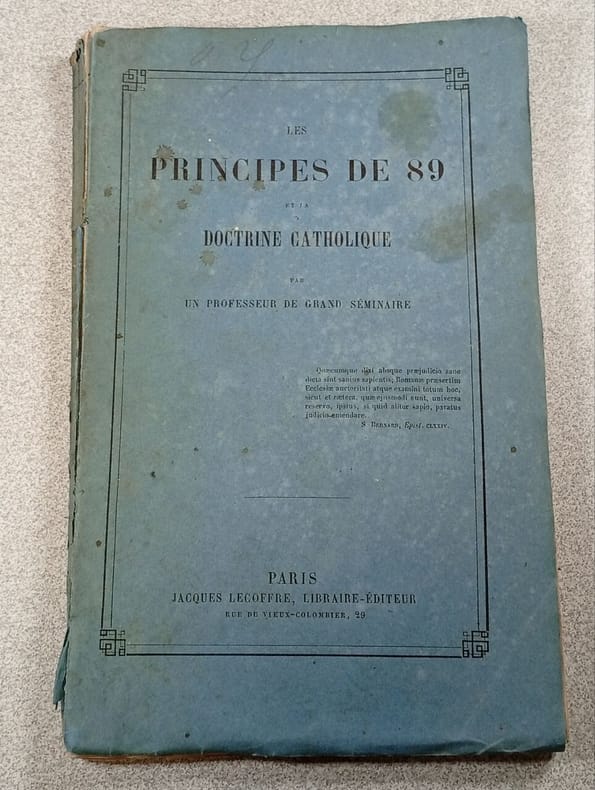 LES
PRINCIPES DE 89
ET LA
DOCTRINE CATHOLIQUE
PAR
UN PROFESSEUR DE GRAND SÉMINAIRE
Quæcumque dixi absque præjudicio sane
dicta sint sanius sapientis; Romanæ præsertim
Ecclesiæ auctoritati atque examini totum hoc,
sicut et cætera, quæ ejusmodi sunt, universa
reservo, ipsius, si quid aliter sapio, paratus
judicio emendare.
S BERNARD, Epist. CLXXIV.
PARIS
JACQUES LECOFFRE, LIBRAIRE-ÉDITEUR
RUE DU VIEUX-COLOMBIER, 29